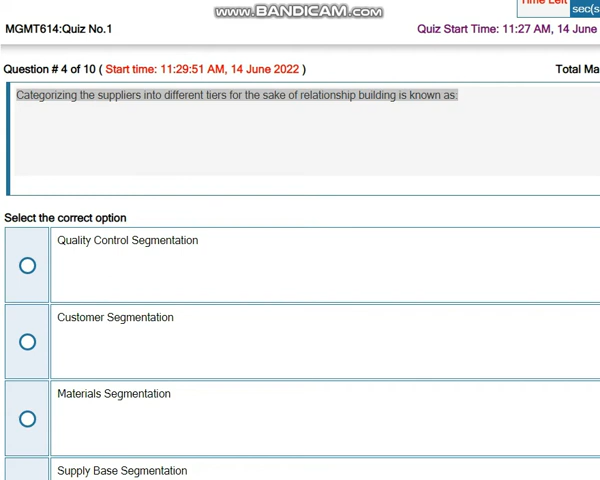 www.BANDICAM.com
Time Left
sec(s
MGMT614:Quiz No.1
Quiz Start Time: 11:27 AM, 14 June
Question # 4 of 10 ( Start time: 11:29:51 AM, 14 June 2022 )
Total Ma
Categorizing the suppliers into different tiers for the sake of relationship building is known as:
Select the correct option
Quality Control Segmentation
Customer Segmentation
Materials Segmentation
Supply Base Segmentation